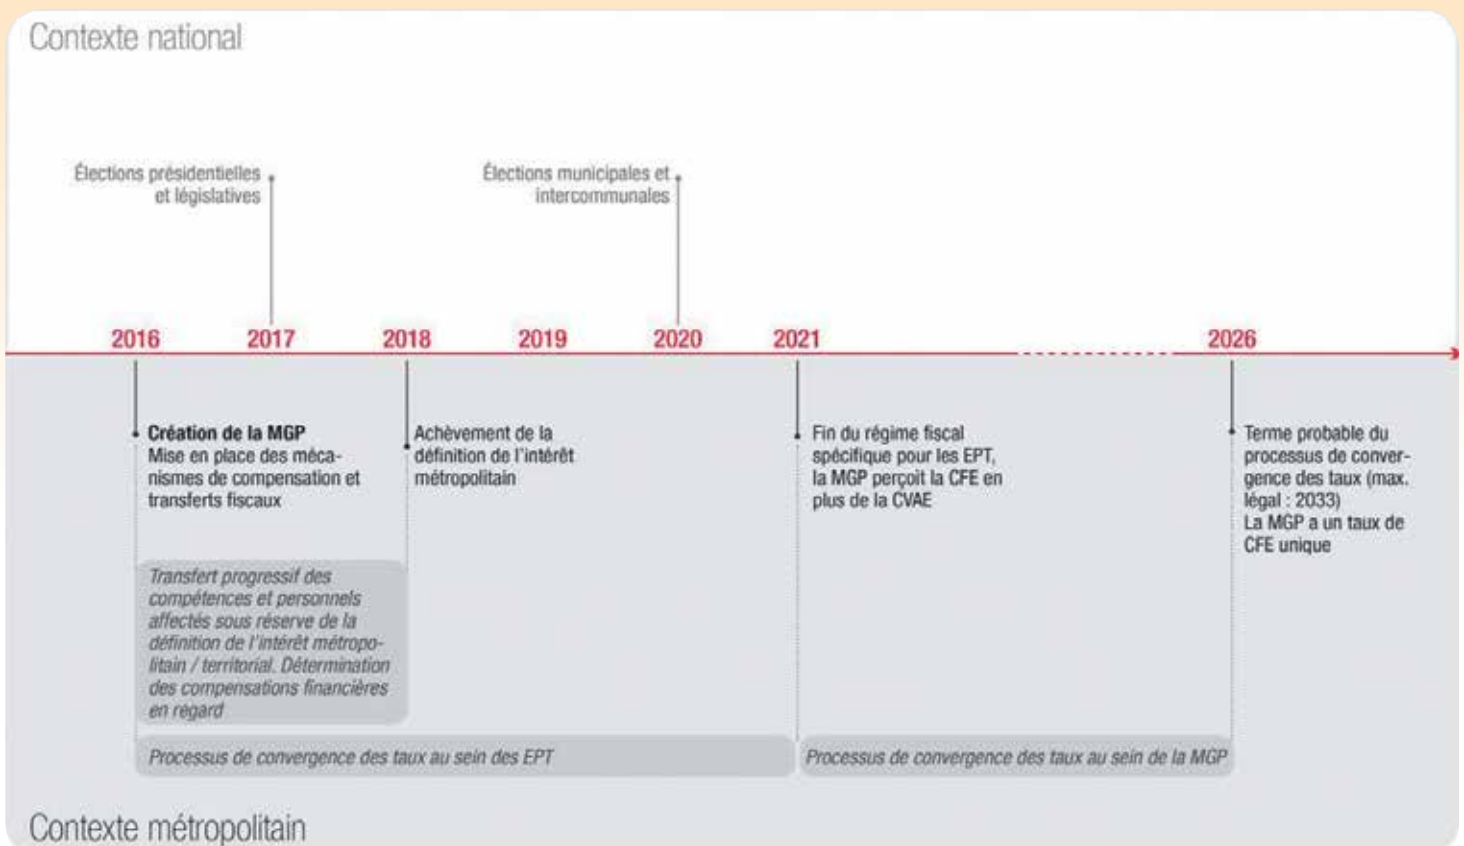 Contexte national
Élections présidentielles
et législatives
Élections municipales et
intercommunales
2016
2017
2018
2019
2020
2021
2026
Création de la MGP
Mise en place des méca-
nismes de compensation et
transferts fiscaux
Achèvement de la
définition de l'intérêt
métropolitain
Fin du régime fiscal
spécifique pour les EPT,
la MGP perçoit la CFE en
plus de la CVAE
Terme probable du
processus de conver-
gence des taux (max.
légal : 2033)
La MGP a un taux de
CFE unique
Transfert progressif des
compétences et personnels
affectés sous réserve de la
définition de l'intérêt métropo-
litain / territorial. Détermination
des compensations financières
en regard
Processus de convergence des taux au sein des EPT
Processus de convergence des taux au sein de la MGP
Contexte métropolitain